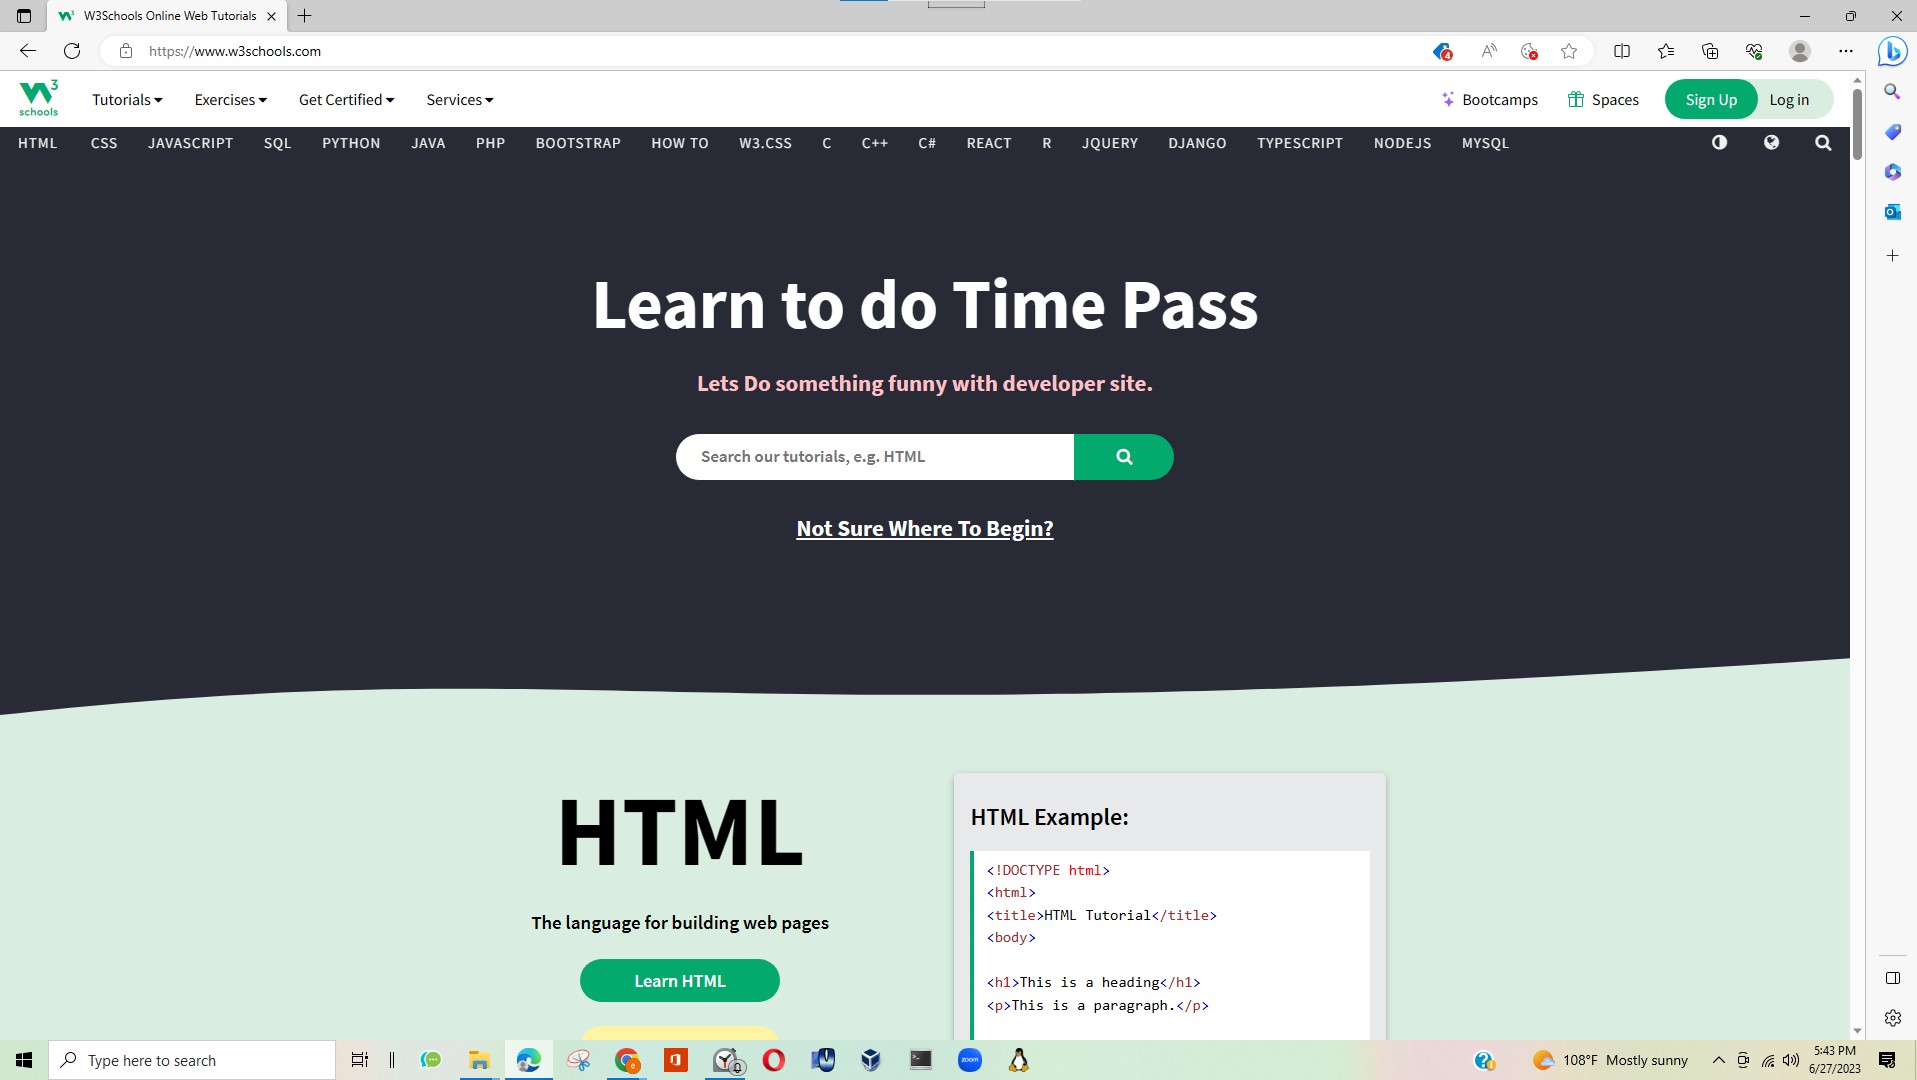 W3Schools Online Web Tutorials
https://www.w3schools.com
4
W3 schools
Tutorials Exercises Get Certified Services
Bootcamps Spaces Sign Up Log in
HTML CSS JAVASCRIPT SQL PYTHON JAVA PHP BOOTSTRAP HOW TO W3.CSS C C++ C# REACT R JQUERY DJANGO TYPESCRIPT NODEJS MYSQL
Learn to do Time Pass
Lets Do something funny with developer site.
Search our tutorials, e.g. HTML
Not Sure Where To Begin?
HTML
The language for building web pages
Learn HTML
HTML Example:
<!DOCTYPE html>
<html>
<title>HTML Tutorial</title>
<body>
<h1>This is a heading</h1>
<p>This is a paragraph.</p>
Type here to search
zoom
108°F Mostly sunny
5:43 PM
6/27/2023